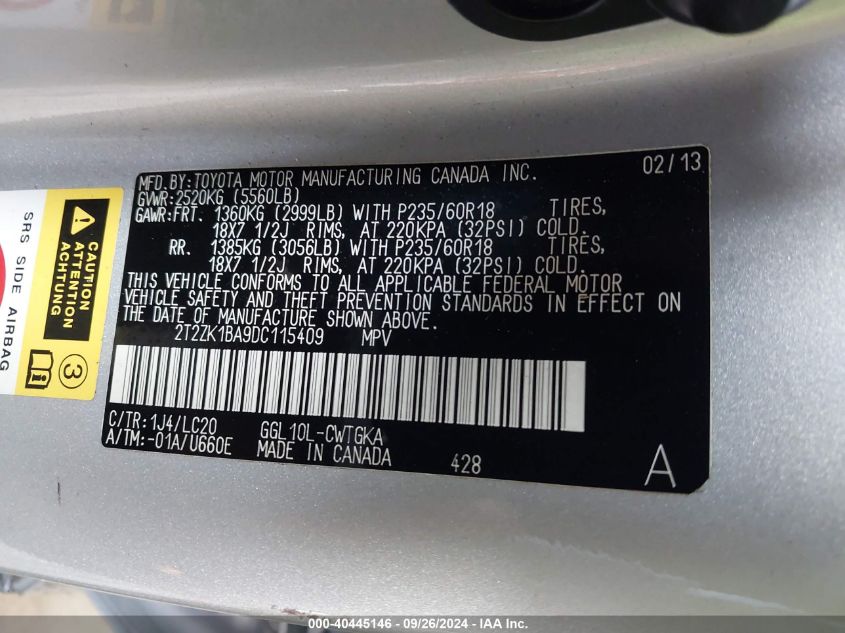 MFD.BY:TOYOTA MOTOR MANUFACTURING CANADA INC. 02/13
GVWR:2520KG (5560LB)
GAWR:FRT. 1360KG (2999LB) WITH P235/60R18 TIRES,
18X7 1/2J RIMS, AT 220KPA (32PSI) COLD.
RR. 1385KG (3056LB) WITH P235/60R18 TIRES,
18X7 1/2J RIMS, AT 220KPA (32PSI) COLD.
THIS VEHICLE CONFORMS TO ALL APPLICABLE FEDERAL MOTOR
VEHICLE SAFETY AND THEFT PREVENTION STANDARDS IN EFFECT ON
THE DATE OF MANUFACTURE SHOWN ABOVE.
2T2ZK1BA9DC115409 MPV
C/TR:1J4/LC20 GGL10L-CWTGKA
A/TM:-01A/U660E MADE IN CANADA 428 A
CAUTION
ATTENTION
ACHTUNG
SRS SIDE AIRBAG
i
3
000-40445146 - 09/26/2024 - IAA Inc.